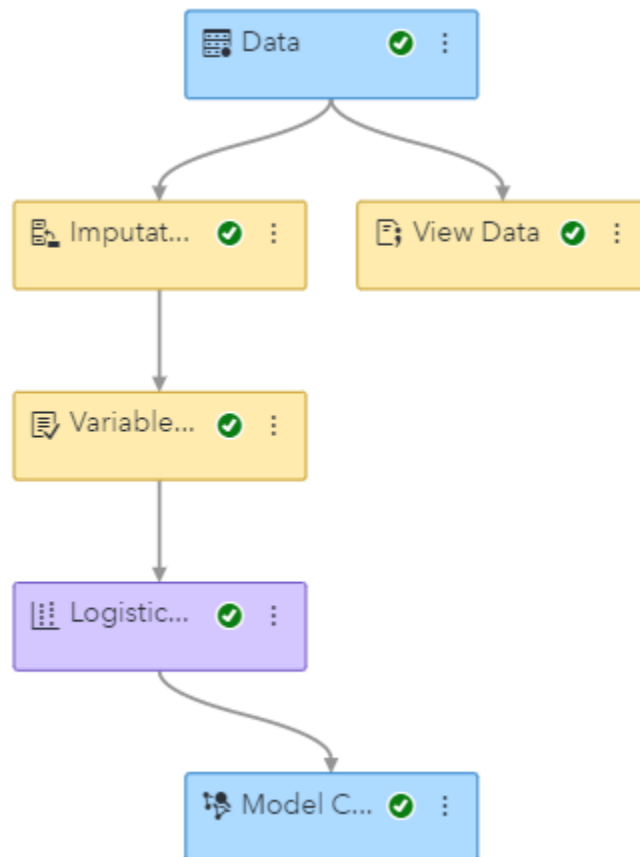 Data
Imputat...
View Data
Variable...
Logistic...
Model C...